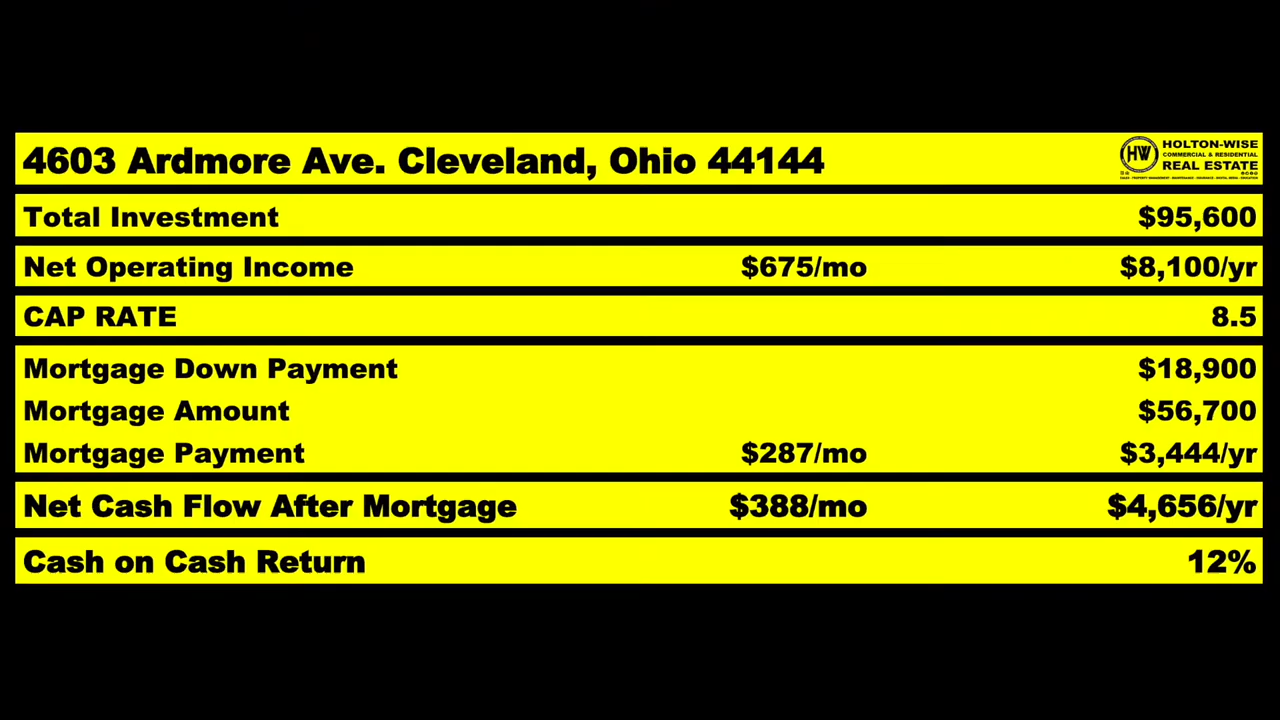 4603 Ardmore Ave. Cleveland, Ohio 44144
HW
HOLTON-WISE
COMMERCIAL & RESIDENTIAL
REAL ESTATE
Total Investment $95,600
Net Operating Income $675/mo $8,100/yr
CAP RATE 8.5
Mortgage Down Payment $18,900
Mortgage Amount $56,700
Mortgage Payment $287/mo $3,444/yr
Net Cash Flow After Mortgage $388/mo $4,656/yr
Cash on Cash Return 12%